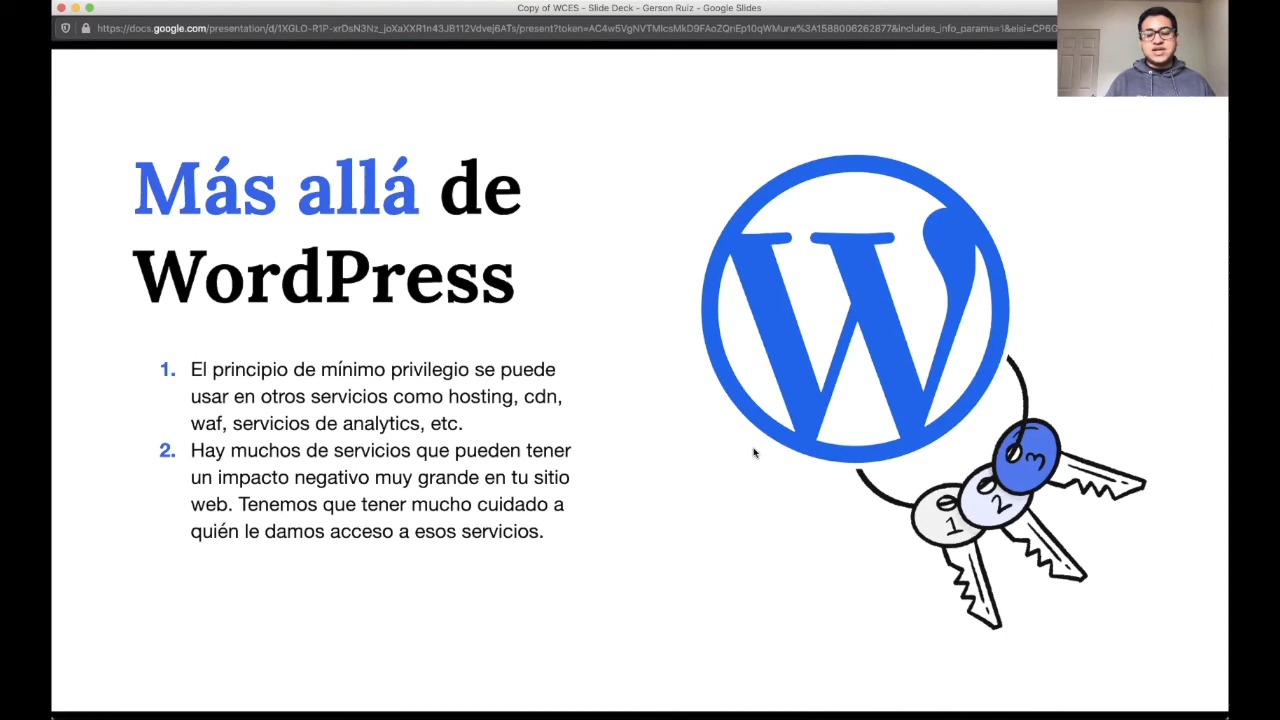 Copy of WCES - Slide Deck - Gerson Ruiz - Google Slides
Más allá de
WordPress
1. El principio de mínimo privilegio se puede
usar en otros servicios como hosting, cdn,
waf, servicios de analytics, etc.
2. Hay muchos de servicios que pueden tener
un impacto negativo muy grande en tu sitio
web. Tenemos que tener mucho cuidado a
quién le damos acceso a esos servicios.
W
1
2
3